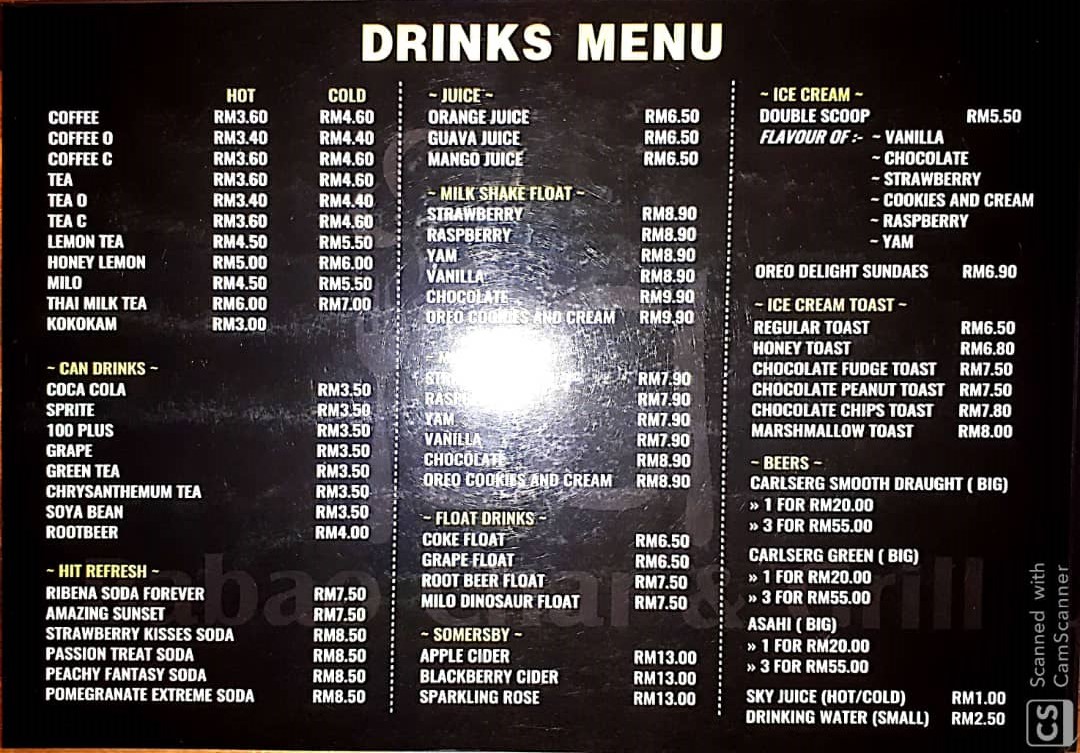 DRINKS MENU
HOT COLD
COFFEE RM3.60 RM4.60
COFFEE O RM3.40 RM4.40
COFFEE C RM3.60 RM4.60
TEA RM3.60 RM4.60
TEA O RM3.40 RM4.40
TEA C RM3.60 RM4.60
LEMON TEA RM4.50 RM5.50
HONEY LEMON RM5.00 RM6.00
MILO RM4.50 RM5.50
THAI MILK TEA RM6.00 RM7.00
KOKOKAM RM3.00
~ CAN DRINKS ~
COCA COLA RM3.50
SPRITE RM3.50
100 PLUS RM3.50
GRAPE RM3.50
GREEN TEA RM3.50
CHRYSANTHEMUM TEA RM3.50
SOYA BEAN RM3.50
ROOTBEER RM4.00
~ HIT REFRESH ~
RIBENA SODA FOREVER RM7.50
AMAZING SUNSET RM7.50
STRAWBERRY KISSES SODA RM8.50
PASSION TREAT SODA RM8.50
PEACHY FANTASY SODA RM8.50
POMEGRANATE EXTREME SODA RM8.50
~ JUICE ~
ORANGE JUICE RM6.50
GUAVA JUICE RM6.50
MANGO JUICE RM6.50
~ MILK SHAKE FLOAT ~
STRAWBERRY RM8.90
RASPBERRY RM8.90
YAM RM8.90
VANILLA RM8.90
CHOCOLATE RM9.90
OREO COOKIES AND CREAM RM9.90
RM7.90
RM7.90
YAM RM7.90
VANILLA RM7.90
CHOCOLATE RM8.90
OREO COOKIES AND CREAM RM8.90
~ FLOAT DRINKS ~
COKE FLOAT RM6.50
GRAPE FLOAT RM6.50
ROOT BEER FLOAT RM7.50
MILO DINOSAUR FLOAT RM7.50
~ SOMERSBY ~
APPLE CIDER RM13.00
BLACKBERRY CIDER RM13.00
SPARKLING ROSE RM13.00
~ ICE CREAM ~
DOUBLE SCOOP RM5.50
FLAVOUR OF :- ~ VANILLA
~ CHOCOLATE
~ STRAWBERRY
~ COOKIES AND CREAM
~ RASPBERRY
~ YAM
OREO DELIGHT SUNDAES RM6.90
~ ICE CREAM TOAST ~
REGULAR TOAST RM6.50
HONEY TOAST RM6.80
CHOCOLATE FUDGE TOAST RM7.50
CHOCOLATE PEANUT TOAST RM7.50
CHOCOLATE CHIPS TOAST RM7.80
MARSHMALLOW TOAST RM8.00
~ BEERS ~
CARLSERG SMOOTH DRAUGHT ( BIG)
» 1 FOR RM20.00
» 3 FOR RM55.00
CARLSERG GREEN ( BIG)
» 1 FOR RM20.00
» 3 FOR RM55.00
ASAHI ( BIG)
» 1 FOR RM20.00
» 3 FOR RM55.00
SKY JUICE (HOT/COLD) RM1.00
DRINKING WATER (SMALL) RM2.50
CS Scanned with
CamScanner